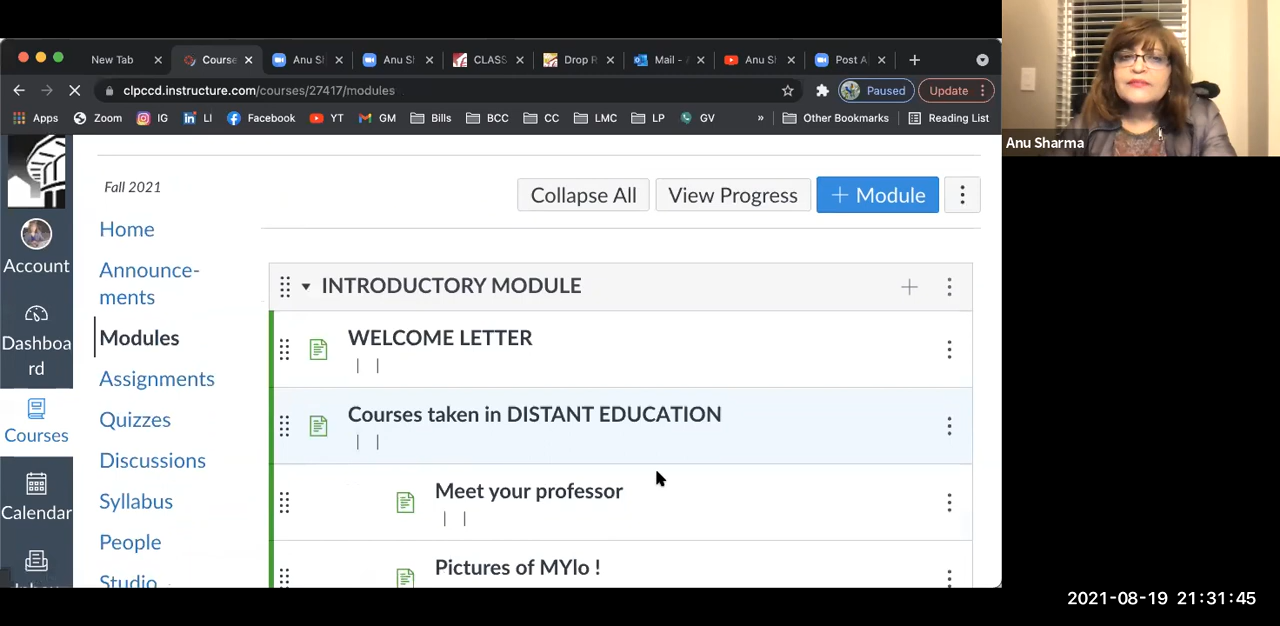 New Tab
Course
Anu S
Anu S
CLASS
Drop R
Mail - A
Anu S
Post A
clpccd.instructure.com/courses/27417/modules
Paused
Update
Apps
Zoom
IG
LI
Facebook
YT
GM
Bills
BCC
CC
LMC
LP
GV
»
Other Bookmarks
Reading List
Anu Sharma
Fall 2021
Collapse All
View Progress
+ Module
Account
Dashboa
rd
Courses
Calendar
Home
Announce-
ments
Modules
Assignments
Quizzes
Discussions
Syllabus
People
Studio
INTRODUCTORY MODULE
WELCOME LETTER
| |
Courses taken in DISTANT EDUCATION
| |
Meet your professor
| |
Pictures of MYlo !
2021-08-19 21:31:45